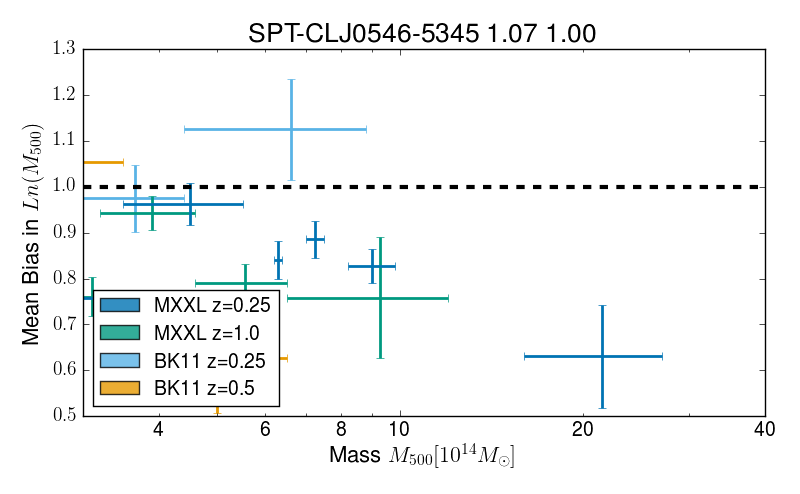 SPT-CLJ0546-5345 1.07 1.00
Mean Bias in Ln(M₅₀₀)
1.3
1.2
1.1
1.0
0.9
0.8
0.7
0.6
0.5
MXXL z=0.25
MXXL z=1.0
BK11 z=0.25
BK11 z=0.5
4 6 8 10 20 40
Mass M₅₀₀[10¹⁴M☉]